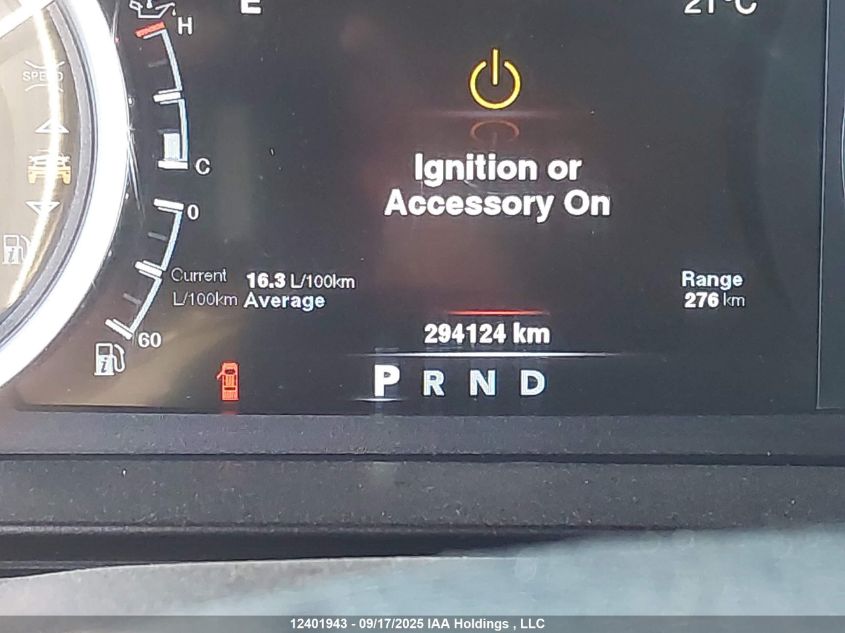 E
21°C
H
SPEED
Ignition or
Accessory On
C
0
Current
L/100km
16.3 L/100km
Average
Range
276 km
60
294124 km
P R N D
12401943 - 09/17/2025 IAA Holdings , LLC